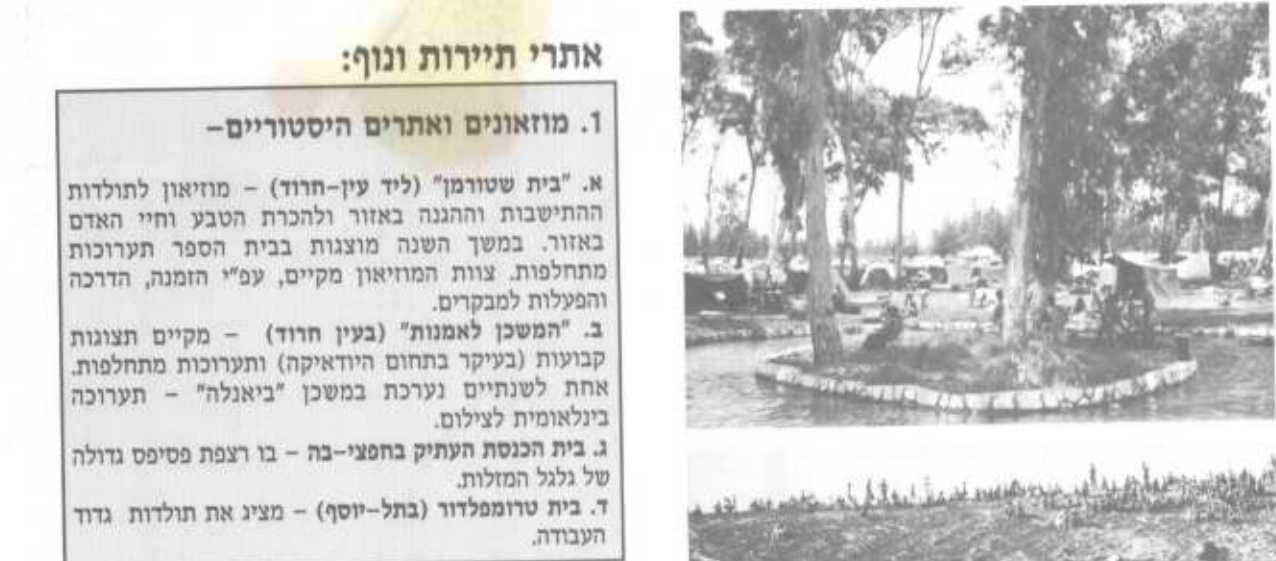 אתרי תיירות ונוף:
1. מוזאונים ואתרים היסטוריים–
א. "בית שטורמן" (ליד עין-חרוד) – מוזיאון לתולדות
ההתישבות וההגנה באזור ולהכרת הטבע וחיי האדם
באזור. במשך השנה מוצגות בבית הספר תערוכות
מתחלפות. צוות המוזיאון מקיים, עפ"י הזמנה, הדרכה
והפעלות למבקרים.
ב. "המשכן לאמנות" (בעין חרוד) – מקיים תצוגות
קבועות (בעיקר בתחום היודאיקה) ותערוכות מתחלפות.
אחת לשנתיים נערכת במשכן "ביאנלה" – תערוכה
בינלאומית לצילום.
ג. בית הכנסת העתיק בחפצי-בה – בו רצפת פסיפס גדולה
של גלגל המזלות.
ד. בית טרומפלדור (בתל-יוסף) – מציג את תולדות גדוד
העבודה.